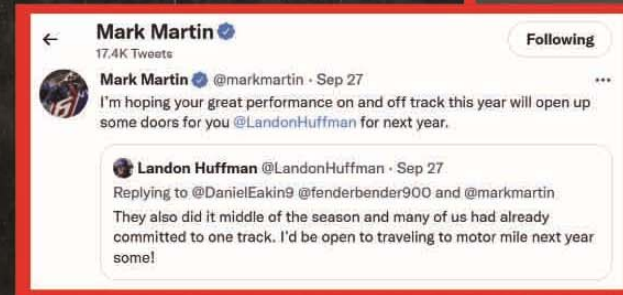 Mark Martin
17.4K Tweets
Following
Mark Martin @markmartin · Sep 27
I'm hoping your great performance on and off track this year will open up
some doors for you @LandonHuffman for next year.
Landon Huffman @LandonHuffman · Sep 27
Replying to @DanielEakin9 @fenderbender900 and @markmartin
They also did it middle of the season and many of us had already
committed to one track. I'd be open to traveling to motor mile next year
some!